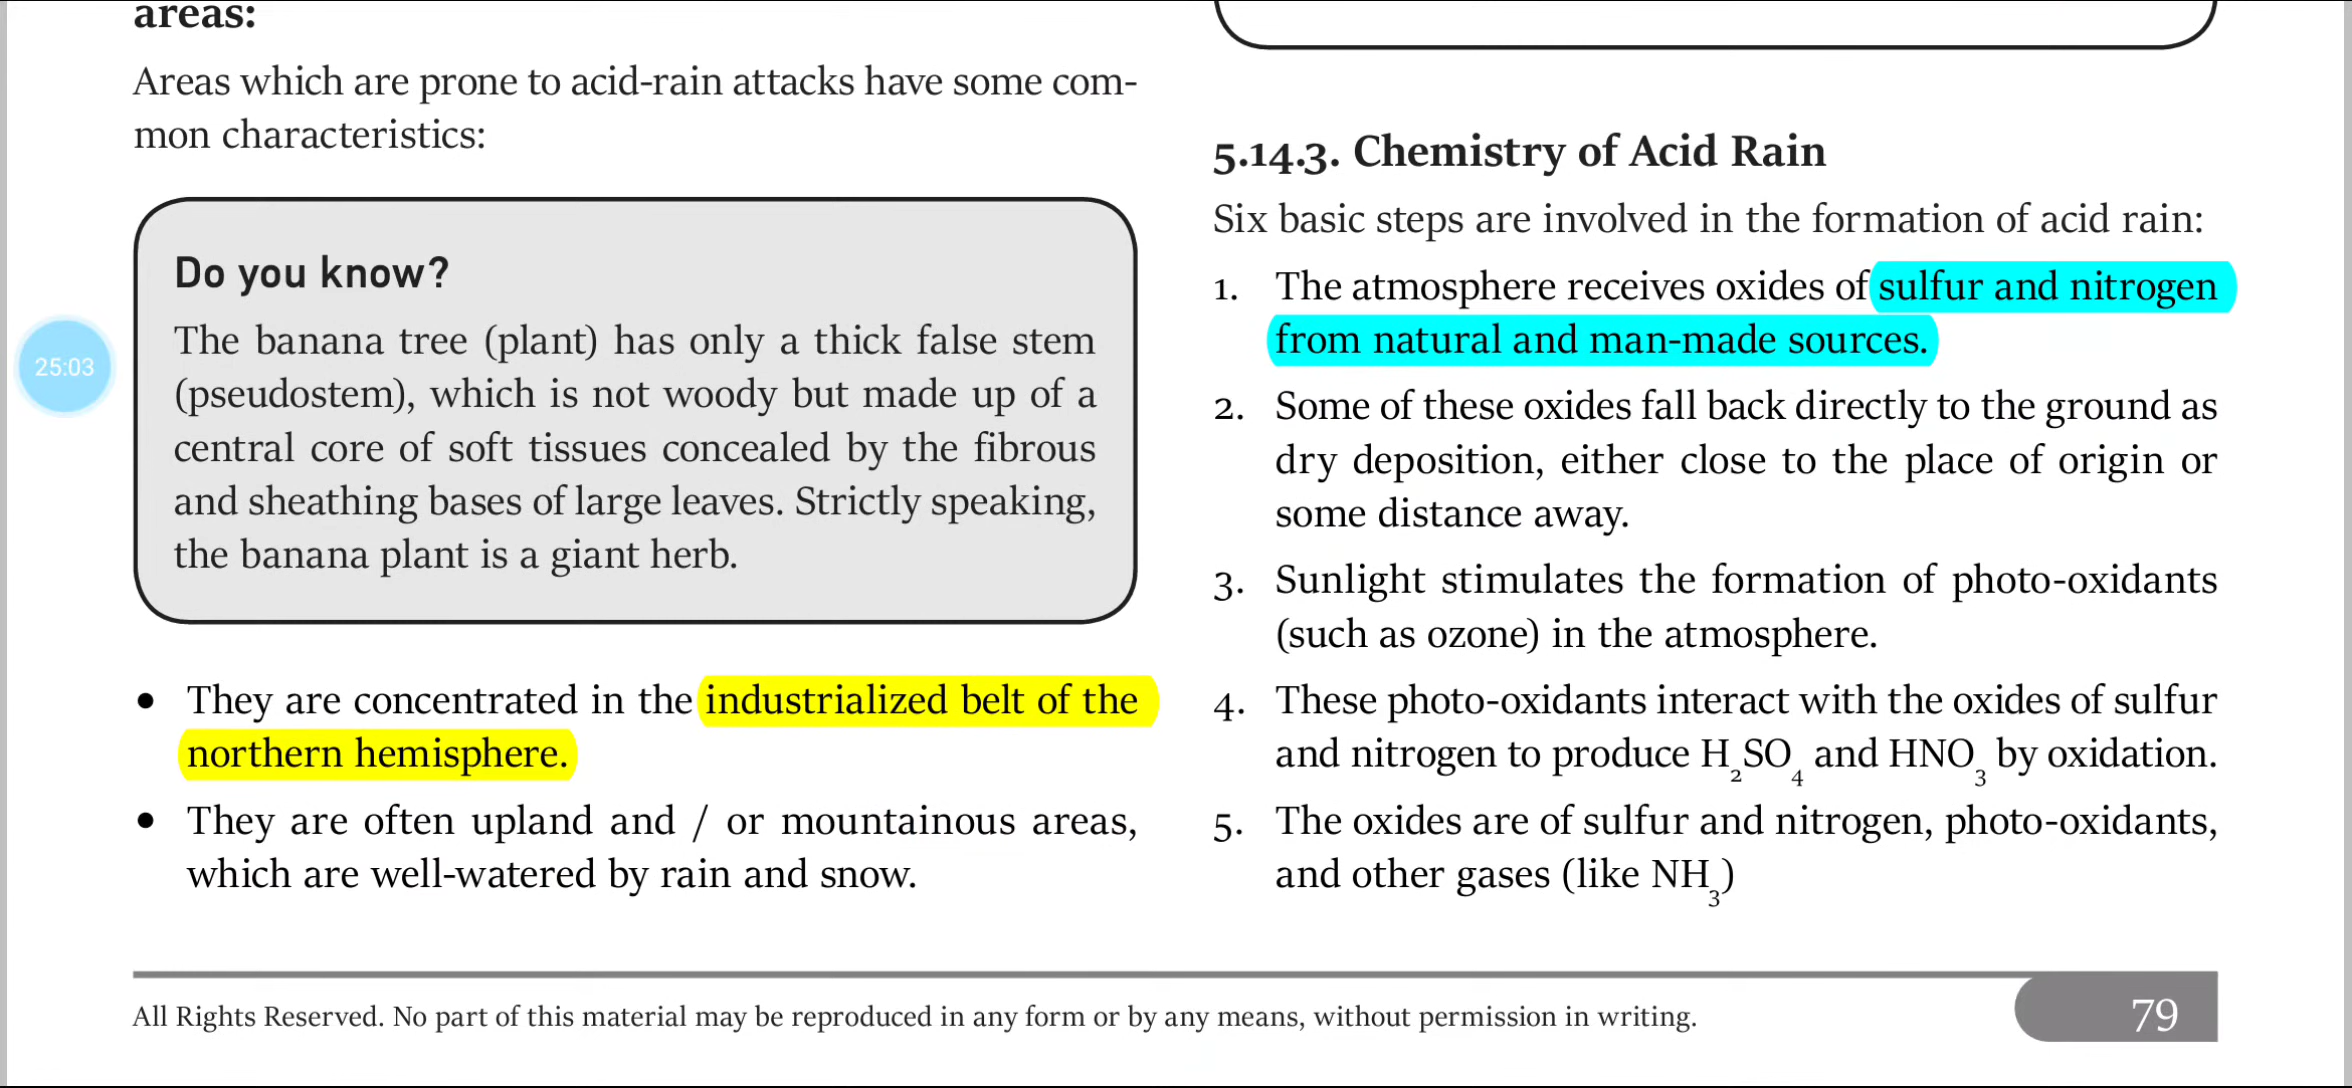 areas:
Areas which are prone to acid-rain attacks have some com-
mon characteristics:
Do you know?
The banana tree (plant) has only a thick false stem
(pseudostem), which is not woody but made up of a
central core of soft tissues concealed by the fibrous
and sheathing bases of large leaves. Strictly speaking,
the banana plant is a giant herb.
25:03
• They are concentrated in the industrialized belt of the
northern hemisphere.
• They are often upland and / or mountainous areas,
which are well-watered by rain and snow.
5.14.3. Chemistry of Acid Rain
Six basic steps are involved in the formation of acid rain:
1. The atmosphere receives oxides of sulfur and nitrogen
from natural and man-made sources.
2. Some of these oxides fall back directly to the ground as
dry deposition, either close to the place of origin or
some distance away.
3. Sunlight stimulates the formation of photo-oxidants
(such as ozone) in the atmosphere.
4. These photo-oxidants interact with the oxides of sulfur
and nitrogen to produce H₂SO₄ and HNO₃ by oxidation.
5. The oxides are of sulfur and nitrogen, photo-oxidants,
and other gases (like NH₃)
All Rights Reserved. No part of this material may be reproduced in any form or by any means, without permission in writing.
79